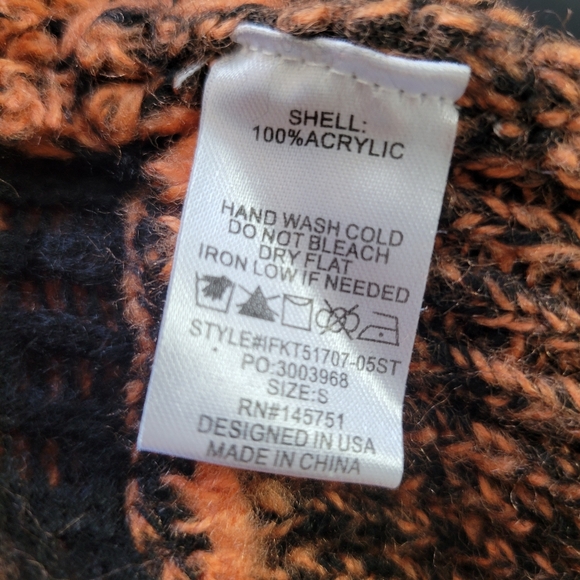 SHELL:
100%ACRYLIC
HAND WASH COLD
DO NOT BLEACH
DRY FLAT
IRON LOW IF NEEDED
STYLE#IFKT51707-05ST
PO:3003968
SIZE:S
RN#145751
DESIGNED IN USA
MADE IN CHINA